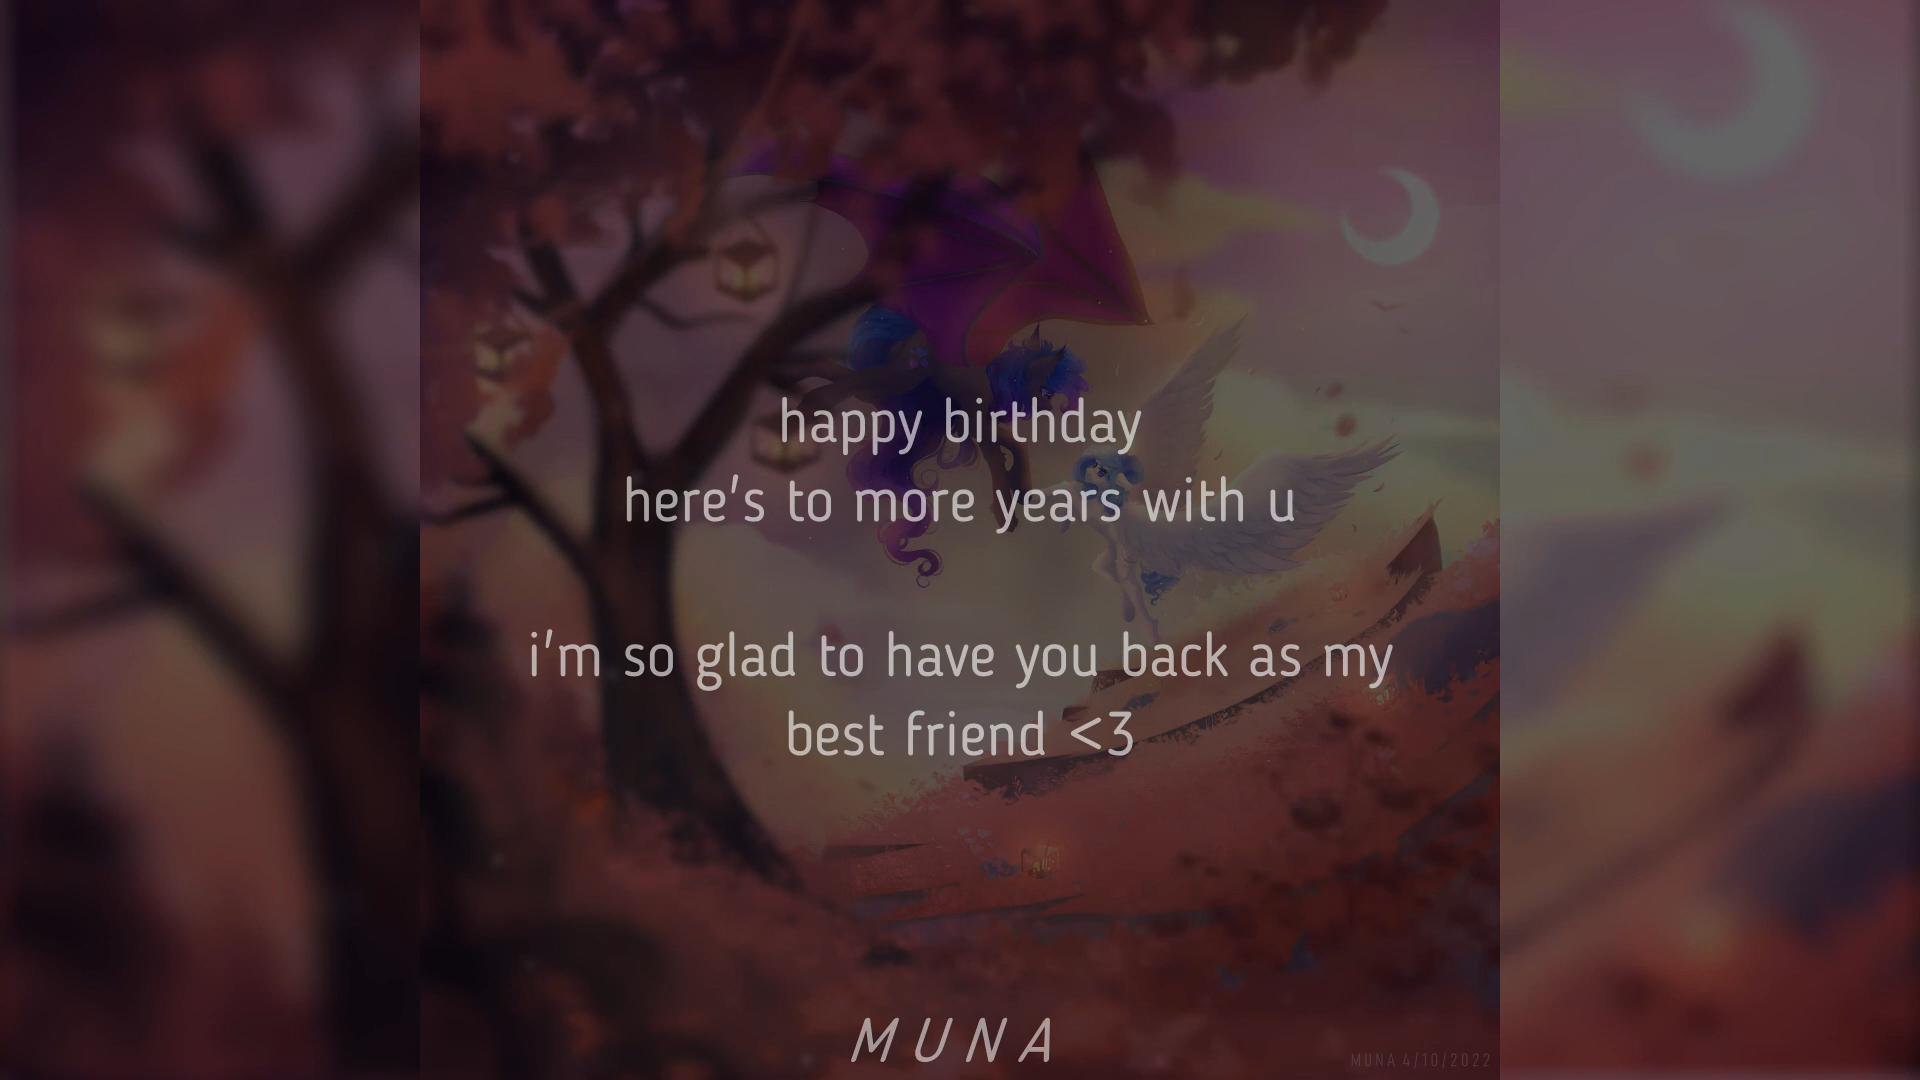 happy birthday
here's to more years with u
i'm so glad to have you back as my
best friend <3
MUNA
MUNA 4/10/2022